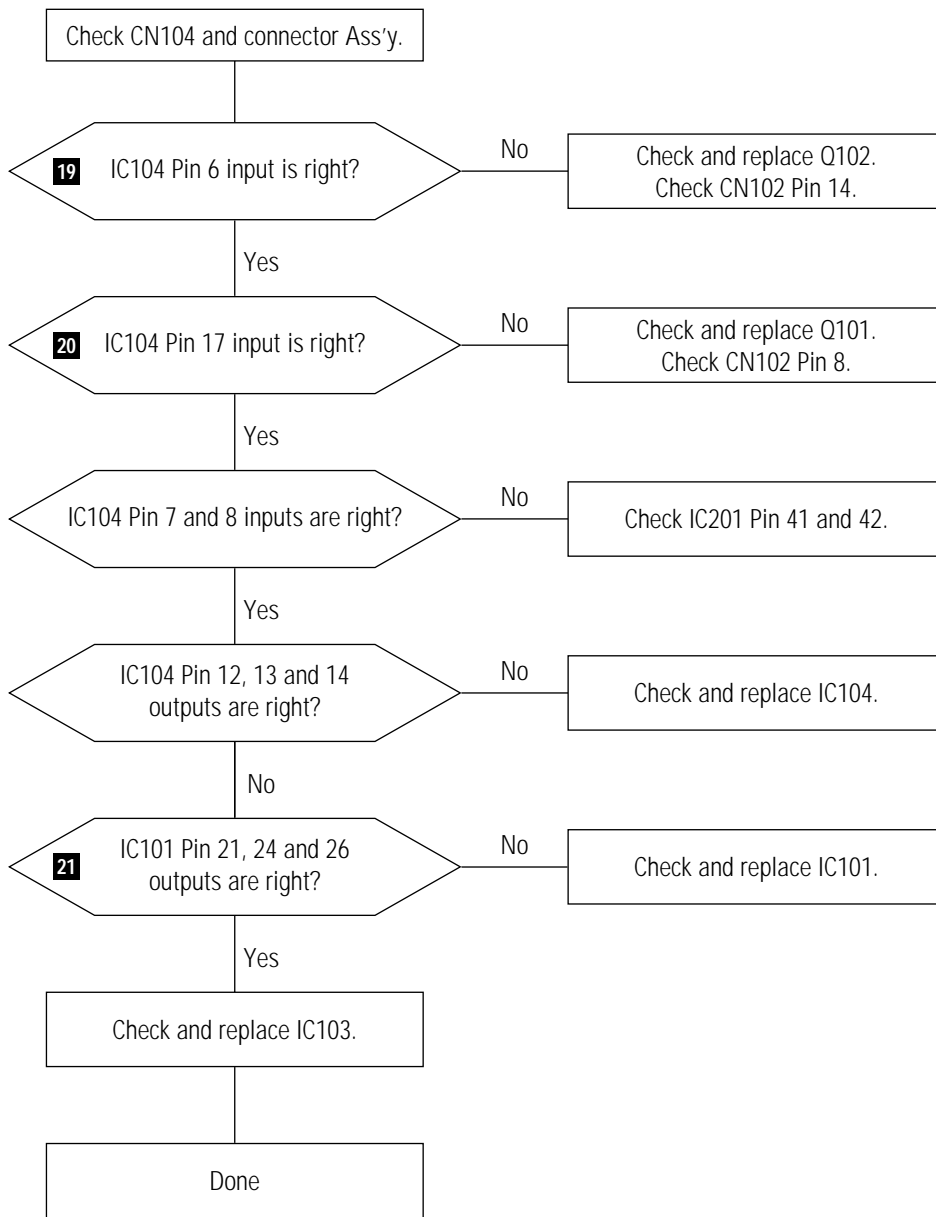 Check CN104 and connector Ass'y.
19 IC104 Pin 6 input is right?
No
Check and replace Q102.
Check CN102 Pin 14.
Yes
20 IC104 Pin 17 input is right?
No
Check and replace Q101.
Check CN102 Pin 8.
Yes
IC104 Pin 7 and 8 inputs are right?
No
Check IC201 Pin 41 and 42.
Yes
IC104 Pin 12, 13 and 14
outputs are right?
No
Check and replace IC104.
No
21 IC101 Pin 21, 24 and 26
outputs are right?
No
Check and replace IC101.
Yes
Check and replace IC103.
Done